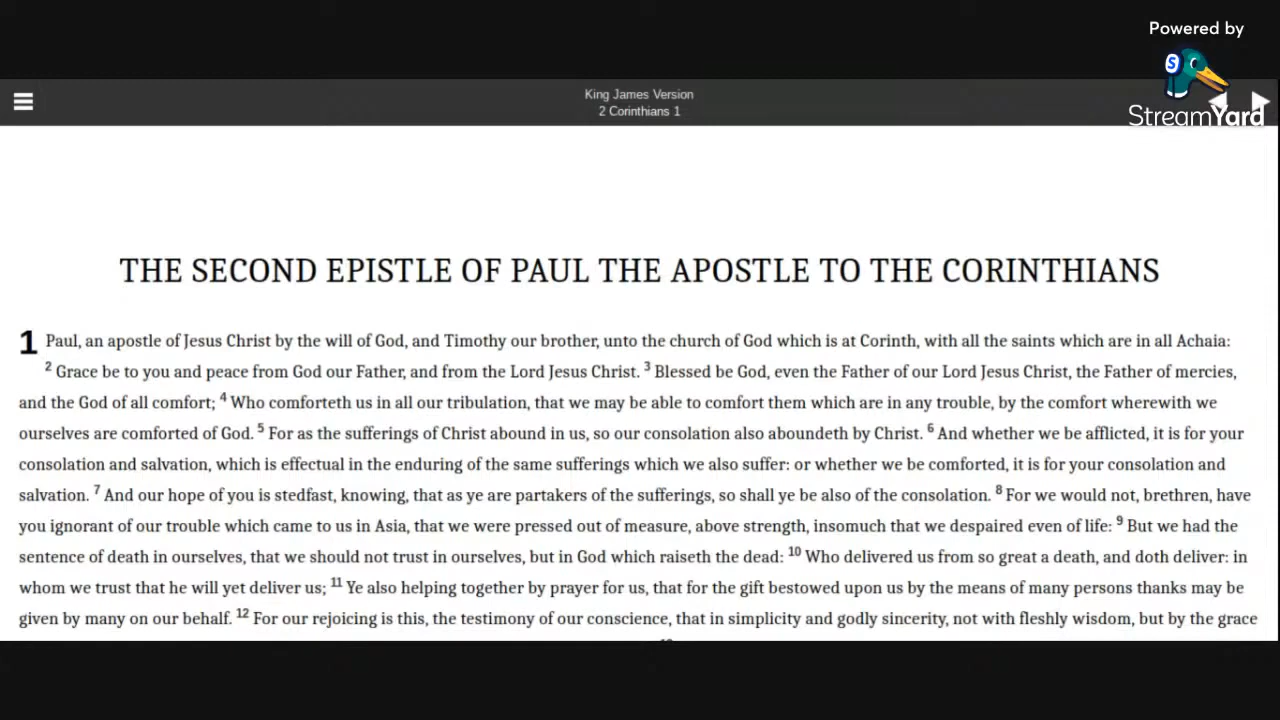 Powered by
S
StreamYard
King James Version
2 Corinthians 1
THE SECOND EPISTLE OF PAUL THE APOSTLE TO THE CORINTHIANS
1 Paul, an apostle of Jesus Christ by the will of God, and Timothy our brother, unto the church of God which is at Corinth, with all the saints which are in all Achaia:
2 Grace be to you and peace from God our Father, and from the Lord Jesus Christ. 3 Blessed be God, even the Father of our Lord Jesus Christ, the Father of mercies,
and the God of all comfort; 4 Who comforteth us in all our tribulation, that we may be able to comfort them which are in any trouble, by the comfort wherewith we
ourselves are comforted of God. 5 For as the sufferings of Christ abound in us, so our consolation also aboundeth by Christ. 6 And whether we be afflicted, it is for your
consolation and salvation, which is effectual in the enduring of the same sufferings which we also suffer: or whether we be comforted, it is for your consolation and
salvation. 7 And our hope of you is stedfast, knowing, that as ye are partakers of the sufferings, so shall ye be also of the consolation. 8 For we would not, brethren, have
you ignorant of our trouble which came to us in Asia, that we were pressed out of measure, above strength, insomuch that we despaired even of life: 9 But we had the
sentence of death in ourselves, that we should not trust in ourselves, but in God which raiseth the dead: 10 Who delivered us from so great a death, and doth deliver: in
whom we trust that he will yet deliver us; 11 Ye also helping together by prayer for us, that for the gift bestowed upon us by the means of many persons thanks may be
given by many on our behalf. 12 For our rejoicing is this, the testimony of our conscience, that in simplicity and godly sincerity, not with fleshly wisdom, but by the grace